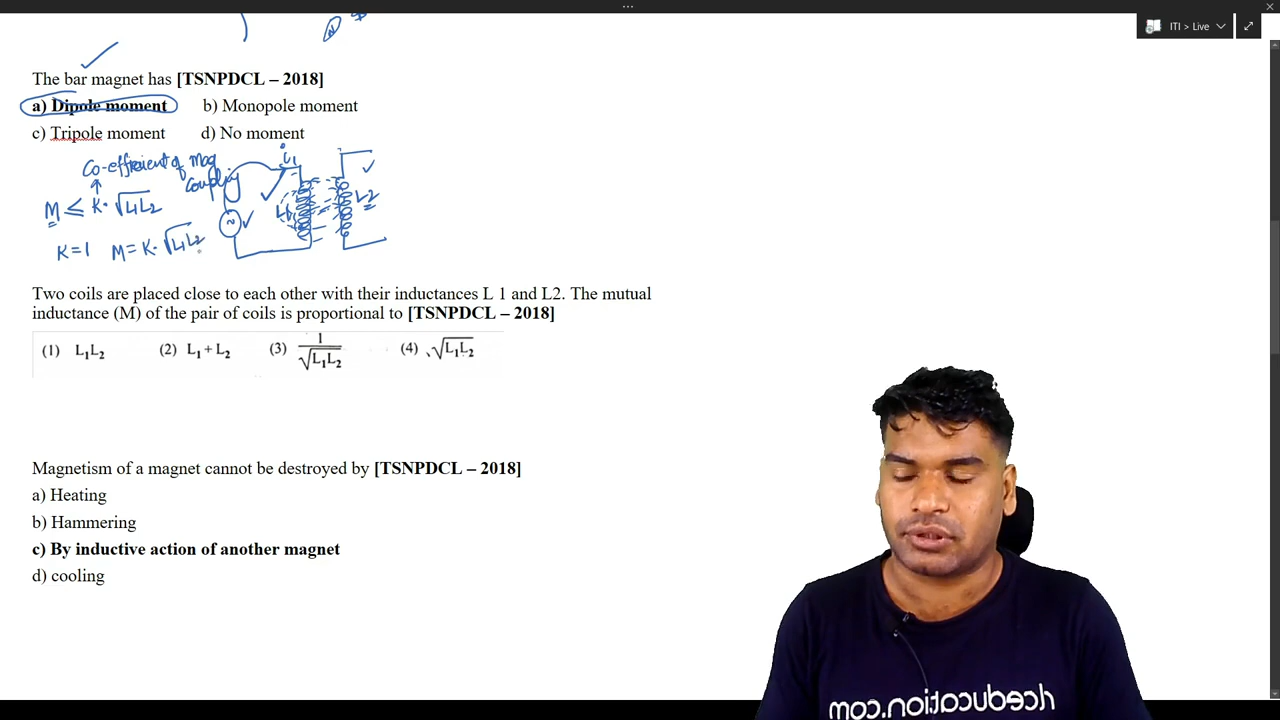 ITI > Live
The bar magnet has [TSNPDCL – 2018]
a) Dipole moment b) Monopole moment
c) Tripole moment d) No moment
Co-efficient of Mag
Coupling
i1
M ≤ K· √L1L2
L1
L2
K=1 M= K· √L1L2
Two coils are placed close to each other with their inductances L 1 and L2. The mutual
inductance (M) of the pair of coils is proportional to [TSNPDCL – 2018]
(1) L₁L₂ (2) L₁ + L₂ (3) 1/√L₁L₂ (4) √L₁L₂
Magnetism of a magnet cannot be destroyed by [TSNPDCL – 2018]
a) Heating
b) Hammering
c) By inductive action of another magnet
d) cooling
rlceducation.com